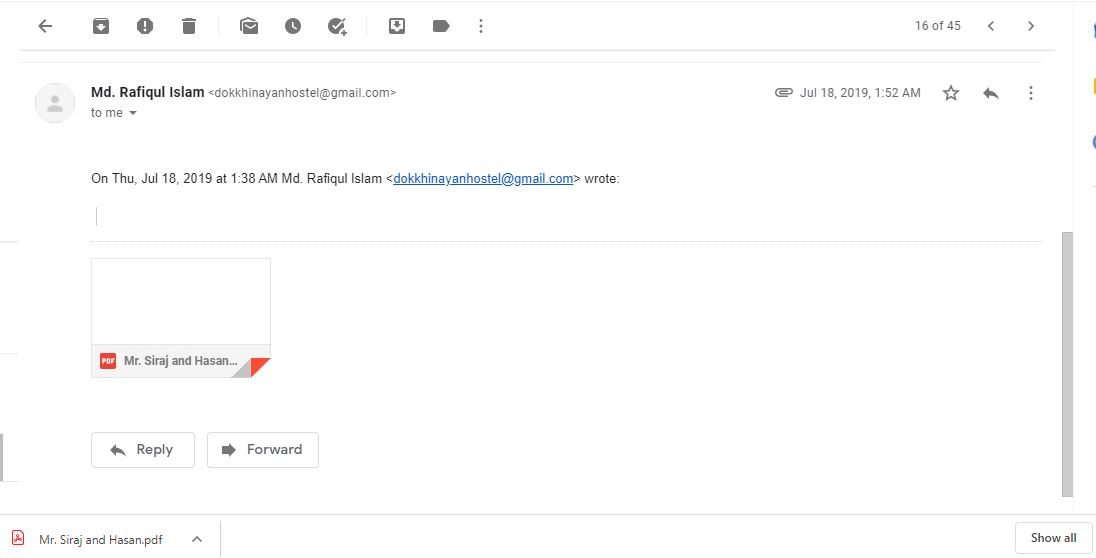 16 of 45
Md. Rafiqul Islam <dokkhinayanhostel@gmail.com>
Jul 18, 2019, 1:52 AM
to me
On Thu, Jul 18, 2019 at 1:38 AM Md. Rafiqul Islam <dokkhinayanhostel@gmail.com> wrote:
PDF Mr. Siraj and Hasan...
Reply
Forward
Mr. Siraj and Hasan.pdf
Show all